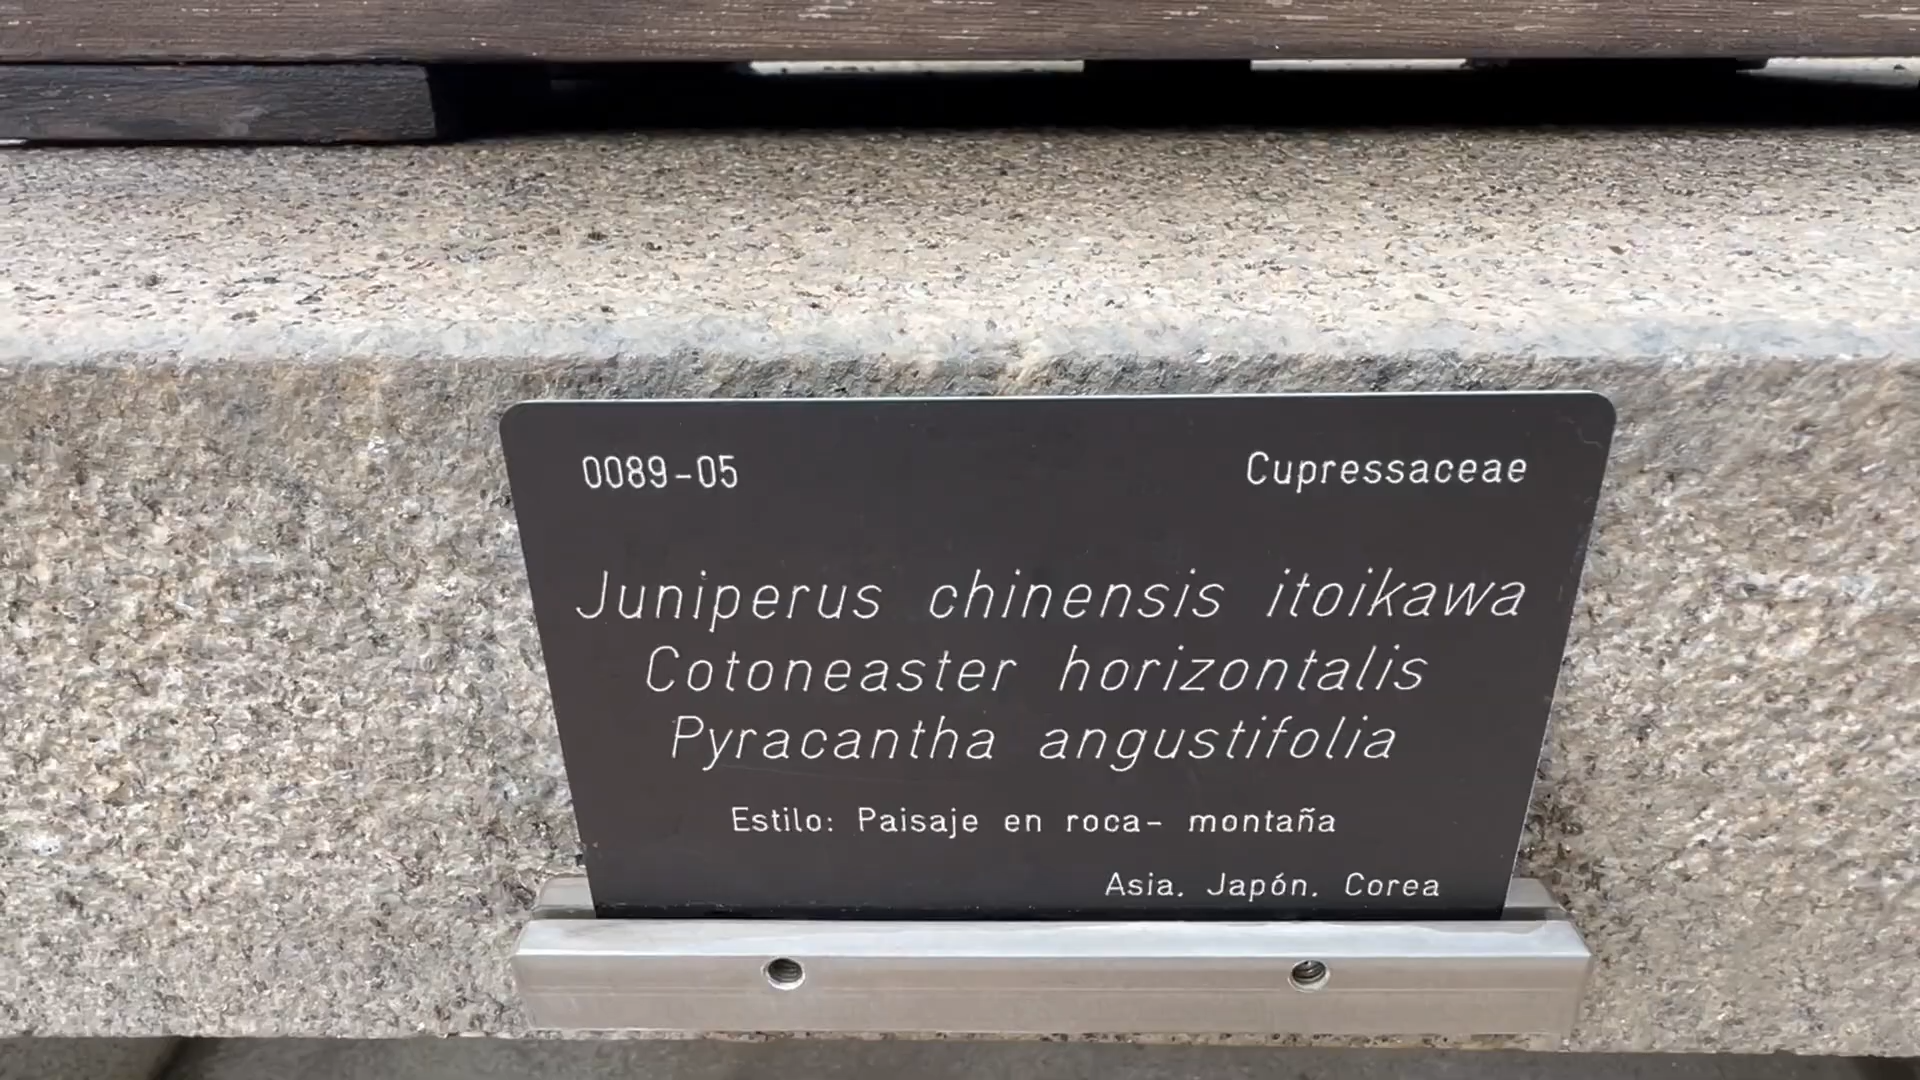 0089-05 Cupressaceae
Juniperus chinensis itoikawa
Cotoneaster horizontalis
Pyracantha angustifolia
Estilo: Paisaje en roca- montaña
Asia. Japón. Corea